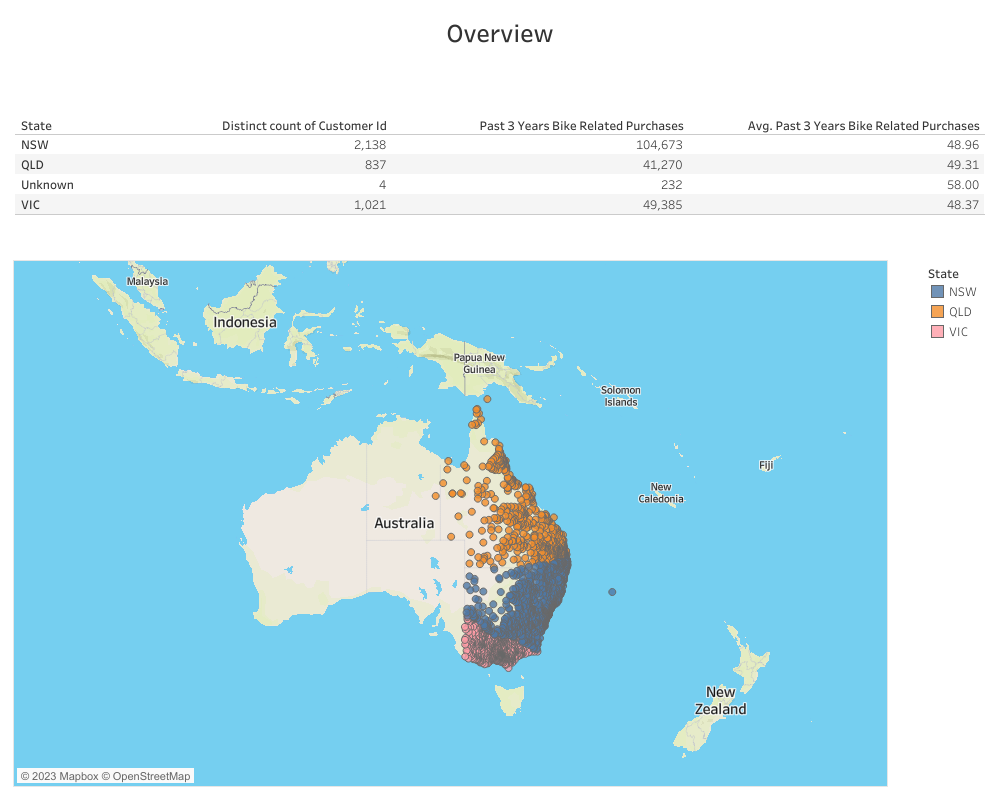 Overview
State Distinct count of Customer Id Past 3 Years Bike Related Purchases Avg. Past 3 Years Bike Related Purchases
NSW 2,138 104,673 48.96
QLD 837 41,270 49.31
Unknown 4 232 58.00
VIC 1,021 49,385 48.37
State
NSW
QLD
VIC
Malaysia
Indonesia
Papua New
Guinea
Solomon
Islands
Fiji
New
Caledonia
Australia
New
Zealand
© 2023 Mapbox © OpenStreetMap